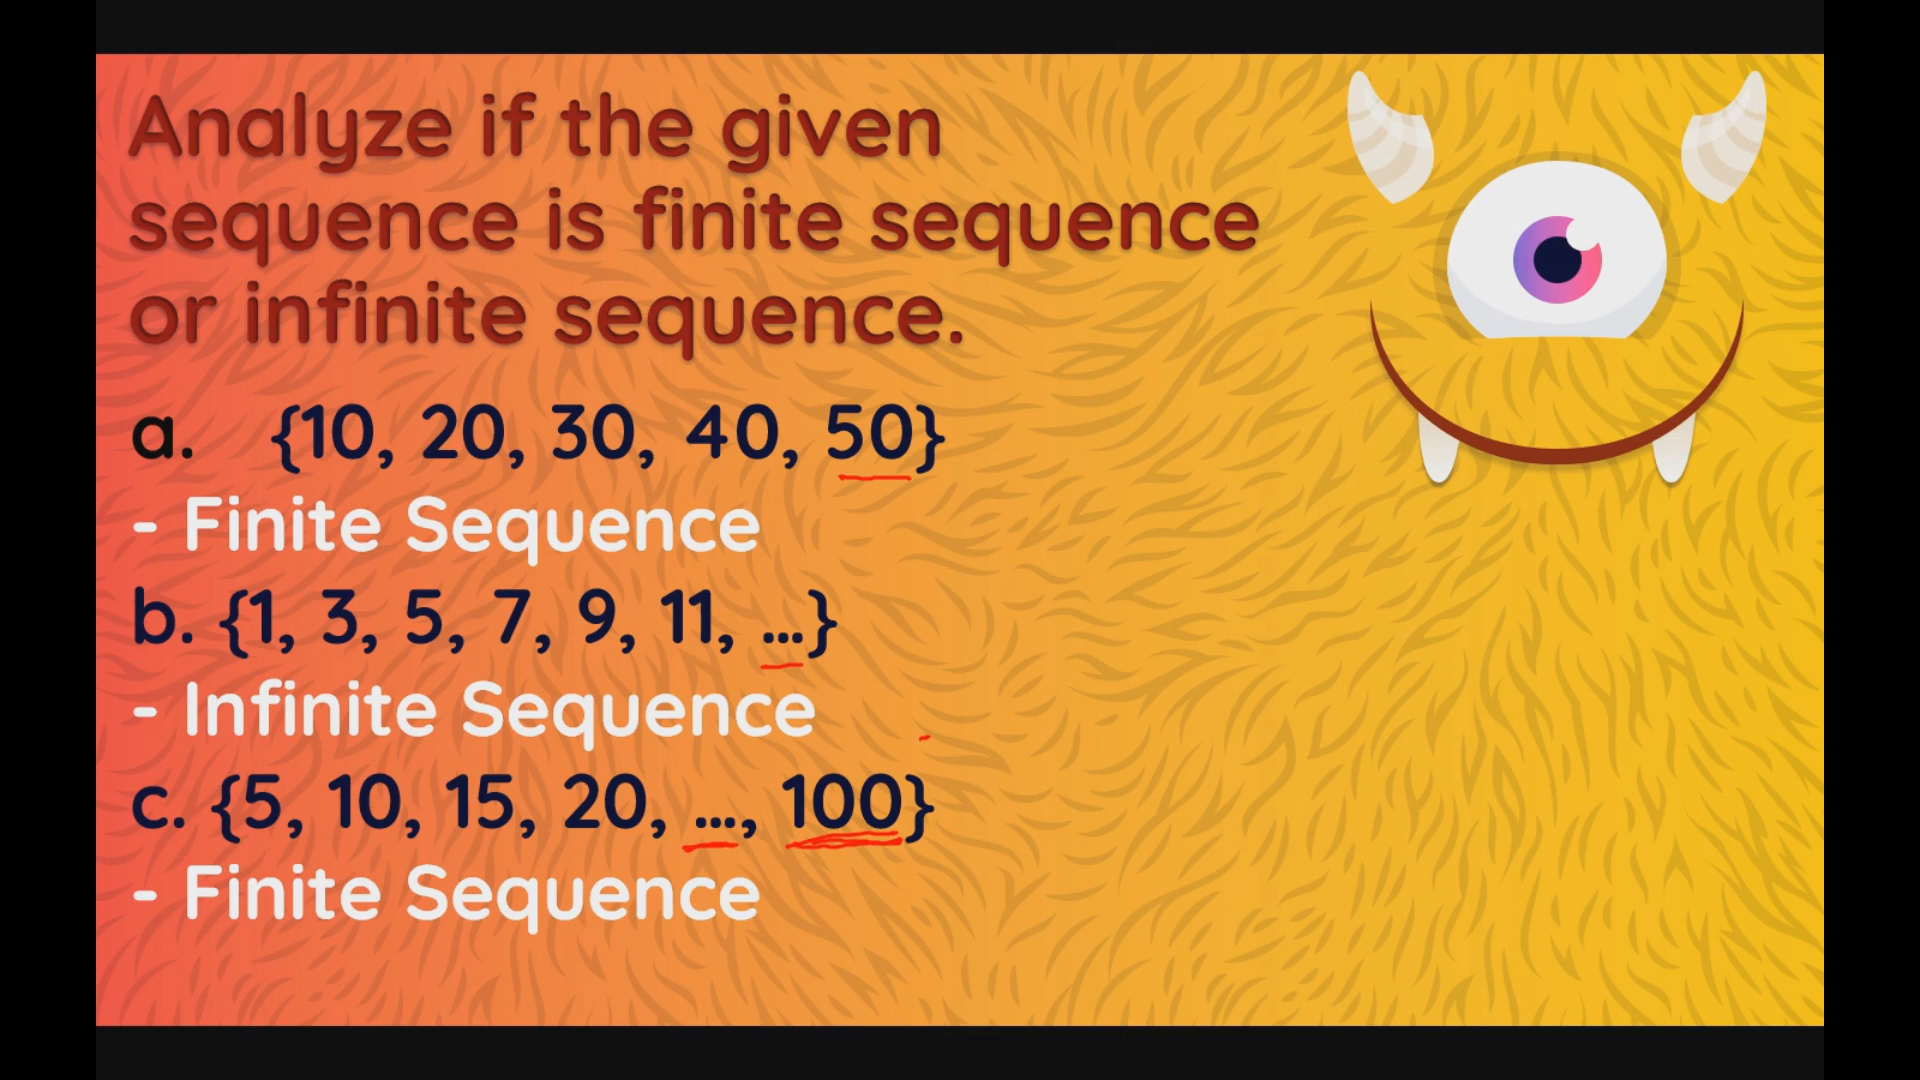 Analyze if the given
sequence is finite sequence
or infinite sequence.
a. {10, 20, 30, 40, 50}
- Finite Sequence
b. {1, 3, 5, 7, 9, 11, ...}
- Infinite Sequence
c. {5, 10, 15, 20, ..., 100}
- Finite Sequence